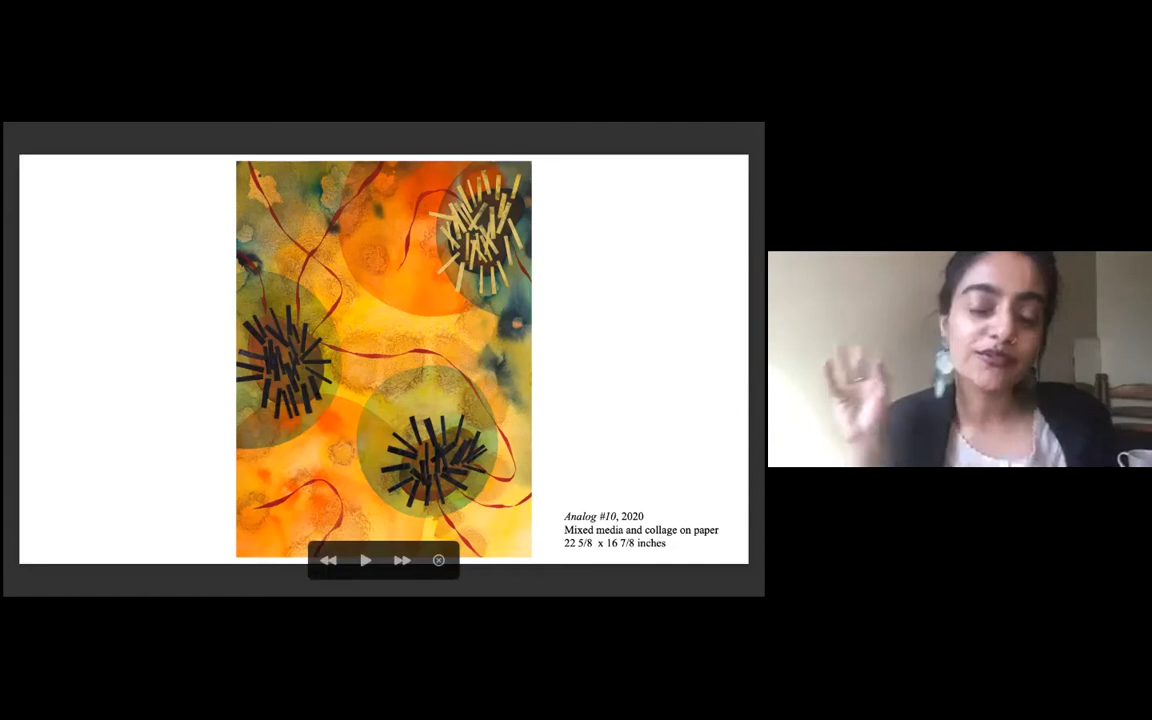 Analog #10, 2020
Mixed media and collage on paper
22 5/8 x 16 7/8 inches